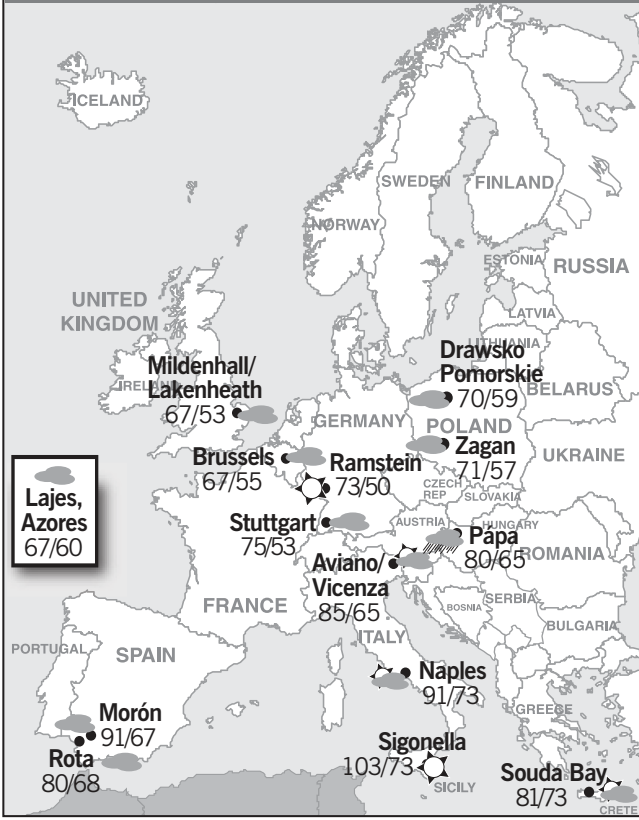 ICELAND
SWEDEN
FINLAND
NORWAY
ESTONIA
RUSSIA
LATVIA
LITHUANIA
UNITED
KINGDOM
IRELAND
Mildenhall/
Lakenheath
67/53
Drawsko
Pomorskie
70/59
BELARUS
GERMANY
POLAND
Zagan
71/57
UKRAINE
Brussels
67/55
Ramstein
73/50
CZECH
REP
SLOVAKIA
Lajes,
Azores
67/60
Stuttgart
75/53
AUSTRIA
HUNGARY
Pápa
80/65
ROMANIA
Aviano/
Vicenza
85/65
FRANCE
BOSNIA
SERBIA
BULGARIA
ITALY
PORTUGAL
SPAIN
Naples
91/73
GREECE
Morón
91/67
Rota
80/68
Sigonella
103/73
SICILY
Souda Bay
81/73
CRETE